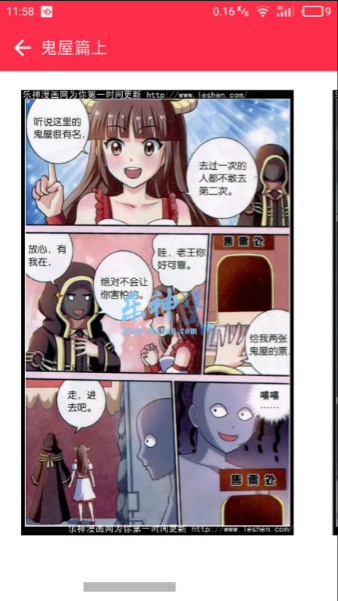 11:58
0.16 K/s
9
鬼屋篇上
乐神漫画网为你第一时间更新 http://www.leshen.com/
听说这里的
鬼屋很有名。
去过一次的
人都不敢去
第二次。
放心,有
我在,
绝对不会让
你害怕的。
哇,老王你
好可靠。
售票处
给我两张
鬼屋的票。
乐神
www.leshen.com
走,进
去吧。
嘻嘻
……
售票处
乐神漫画网为你第一时间更新 http://www.leshen.com/